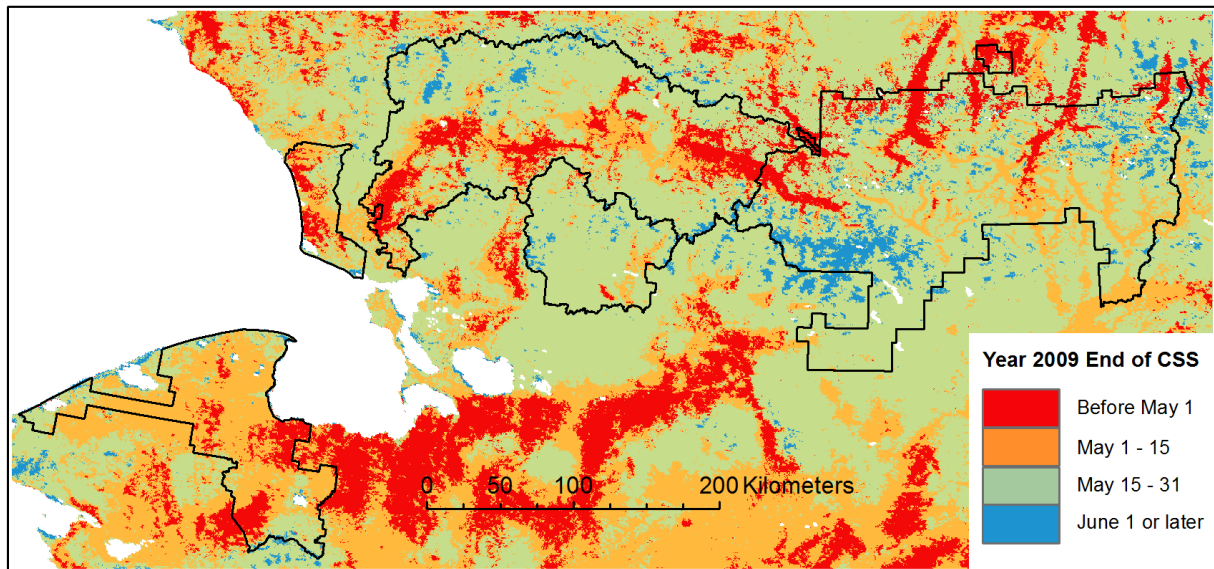 Year 2009 End of CSS
Before May 1
May 1 - 15
May 15 - 31
June 1 or later
0 50 100 200 Kilometers